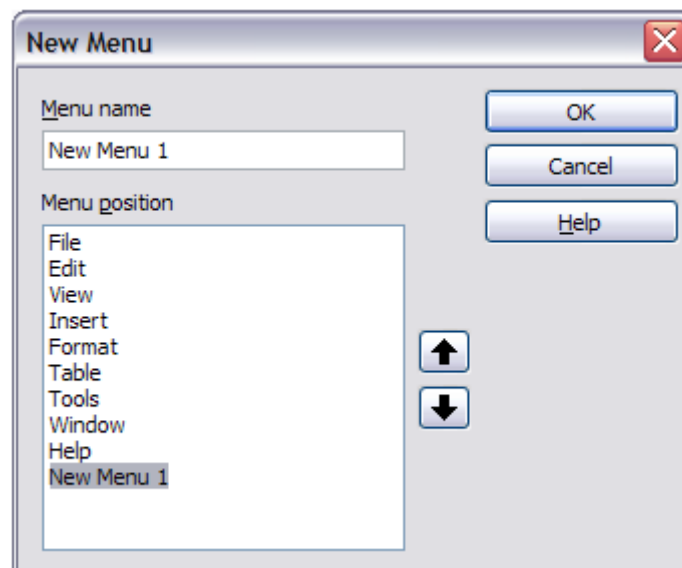 New Menu
Menu name
New Menu 1
Menu position
File
Edit
View
Insert
Format
Table
Tools
Window
Help
New Menu 1
OK
Cancel
Help